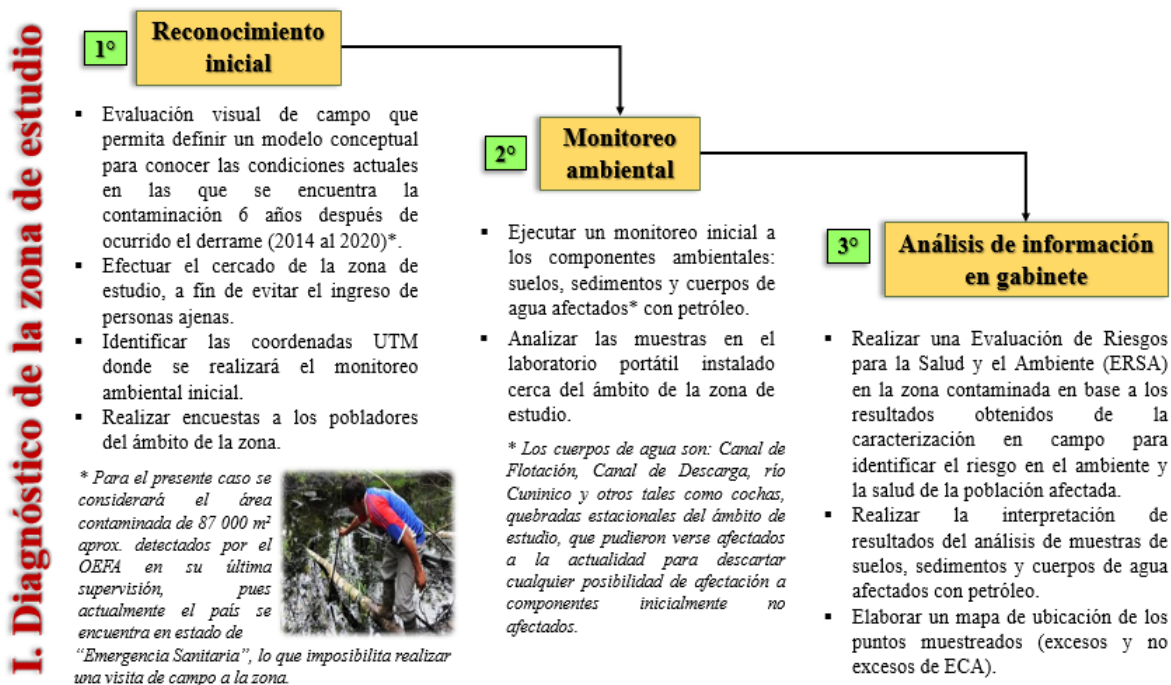 I. Diagnóstico de la zona de estudio
1°
Reconocimiento
inicial
▪ Evaluación visual de campo que
permita definir un modelo conceptual
para conocer las condiciones actuales
en las que se encuentra la
contaminación 6 años después de
ocurrido el derrame (2014 al 2020)*.
▪ Efectuar el cercado de la zona de
estudio, a fin de evitar el ingreso de
personas ajenas.
▪ Identificar las coordenadas UTM
donde se realizará el monitoreo
ambiental inicial.
▪ Realizar encuestas a los pobladores
del ámbito de la zona.
* Para el presente caso se
considerará el área
contaminada de 87 000 m²
aprox. detectados por el
OEFA en su última
supervisión, pues
actualmente el país se
encuentra en estado de
“Emergencia Sanitaria”, lo que imposibilita realizar
una visita de campo a la zona.
2°
Monitoreo
ambiental
▪ Ejecutar un monitoreo inicial a
los componentes ambientales:
suelos, sedimentos y cuerpos de
agua afectados* con petróleo.
▪ Analizar las muestras en el
laboratorio portátil instalado
cerca del ámbito de la zona de
estudio.
* Los cuerpos de agua son: Canal de
Flotación, Canal de Descarga, río
Cuninico y otros tales como cochas,
quebradas estacionales del ámbito de
estudio, que pudieron verse afectados
a la actualidad para descartar
cualquier posibilidad de afectación a
componentes inicialmente no
afectados.
3°
Análisis de información
en gabinete
▪ Realizar una Evaluación de Riesgos
para la Salud y el Ambiente (ERSA)
en la zona contaminada en base a los
resultados obtenidos de la
caracterización en campo para
identificar el riesgo en el ambiente y
la salud de la población afectada.
▪ Realizar la interpretación de
resultados del análisis de muestras de
suelos, sedimentos y cuerpos de agua
afectados con petróleo.
▪ Elaborar un mapa de ubicación de los
puntos muestreados (excesos y no
excesos de ECA).